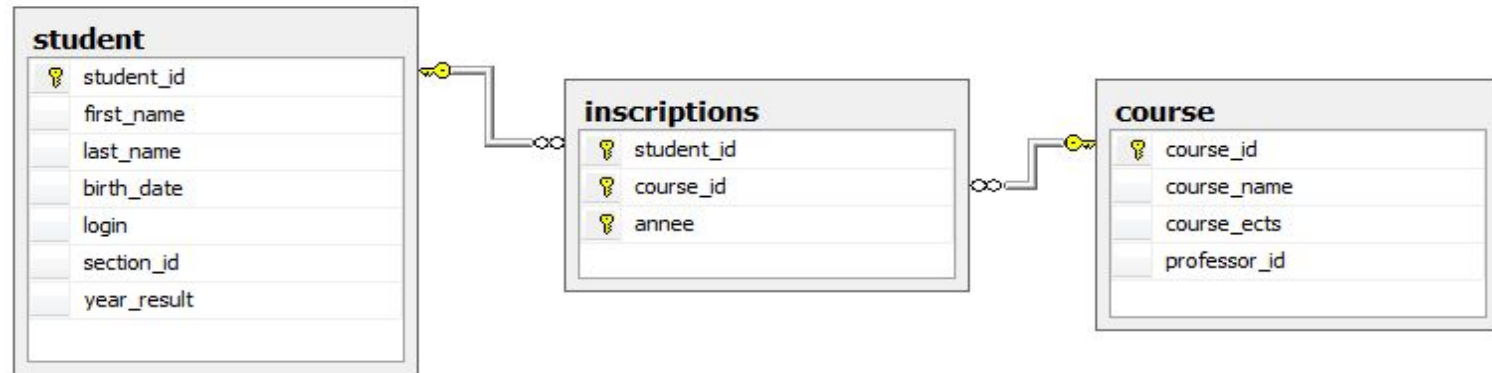 student
student_id
first_name
last_name
birth_date
login
section_id
year_result
inscriptions
student_id
course_id
annee
course
course_id
course_name
course_ects
professor_id